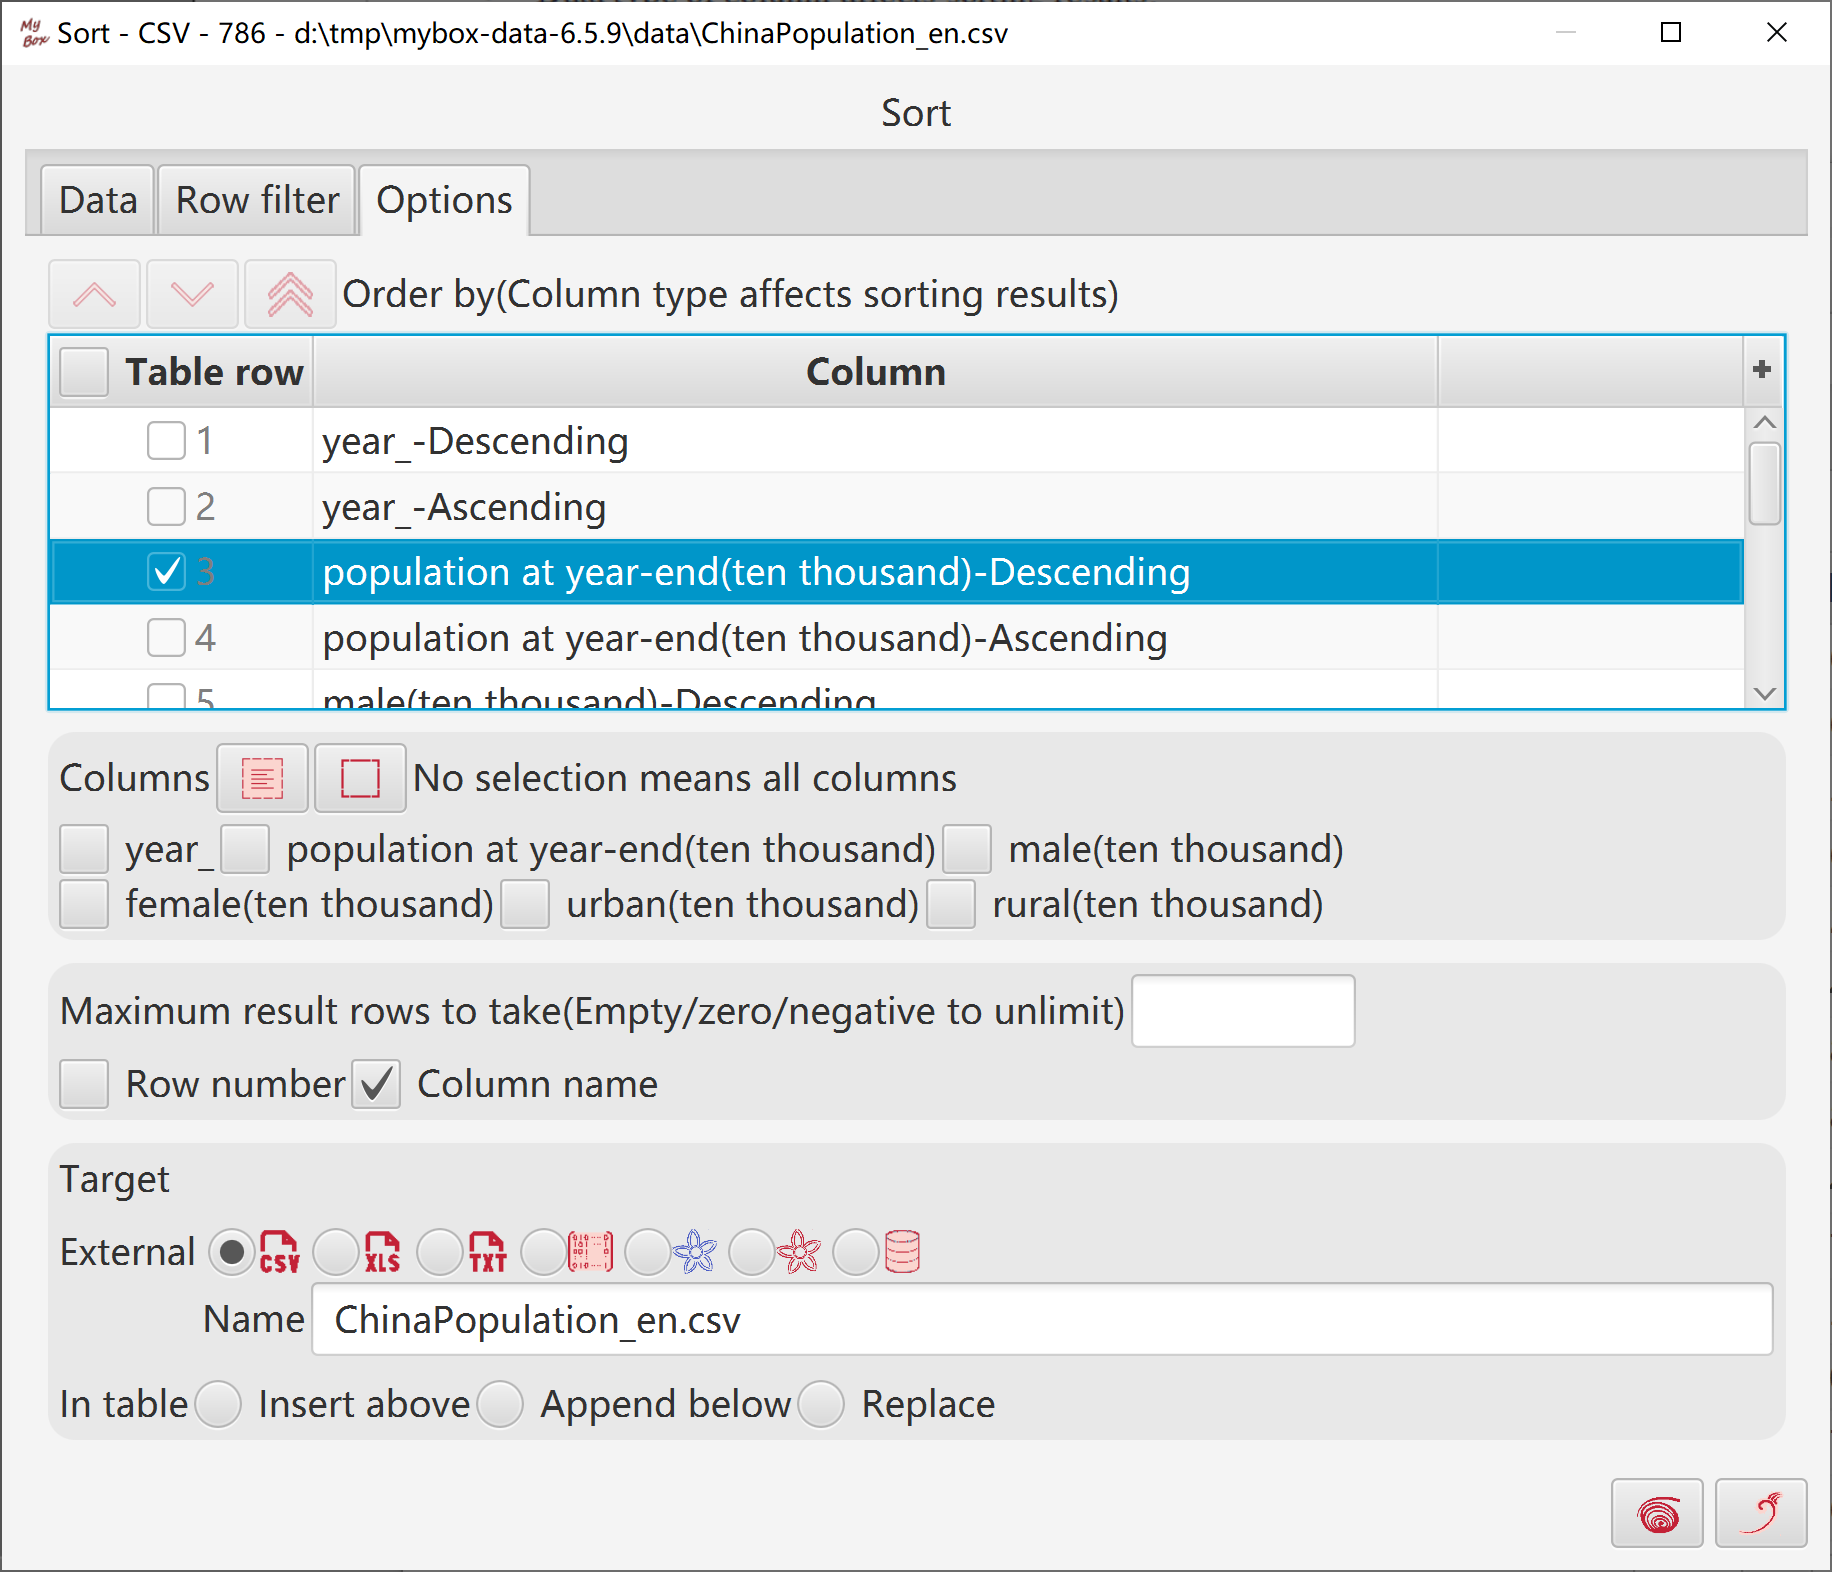 My Box Sort - CSV - 786 - d:\tmp\mybox-data-6.5.9\data\ChinaPopulation_en.csv
Sort
Data Row filter Options
Order by(Column type affects sorting results)
Table row Column
1 year_-Descending
2 year_-Ascending
3 population at year-end(ten thousand)-Descending
4 population at year-end(ten thousand)-Ascending
5 male(ten thousand)-Descending
Columns No selection means all columns
year_ population at year-end(ten thousand) male(ten thousand)
female(ten thousand) urban(ten thousand) rural(ten thousand)
Maximum result rows to take(Empty/zero/negative to unlimit)
Row number Column name
Target
External CSV XLS TXT
Name ChinaPopulation_en.csv
In table Insert above Append below Replace